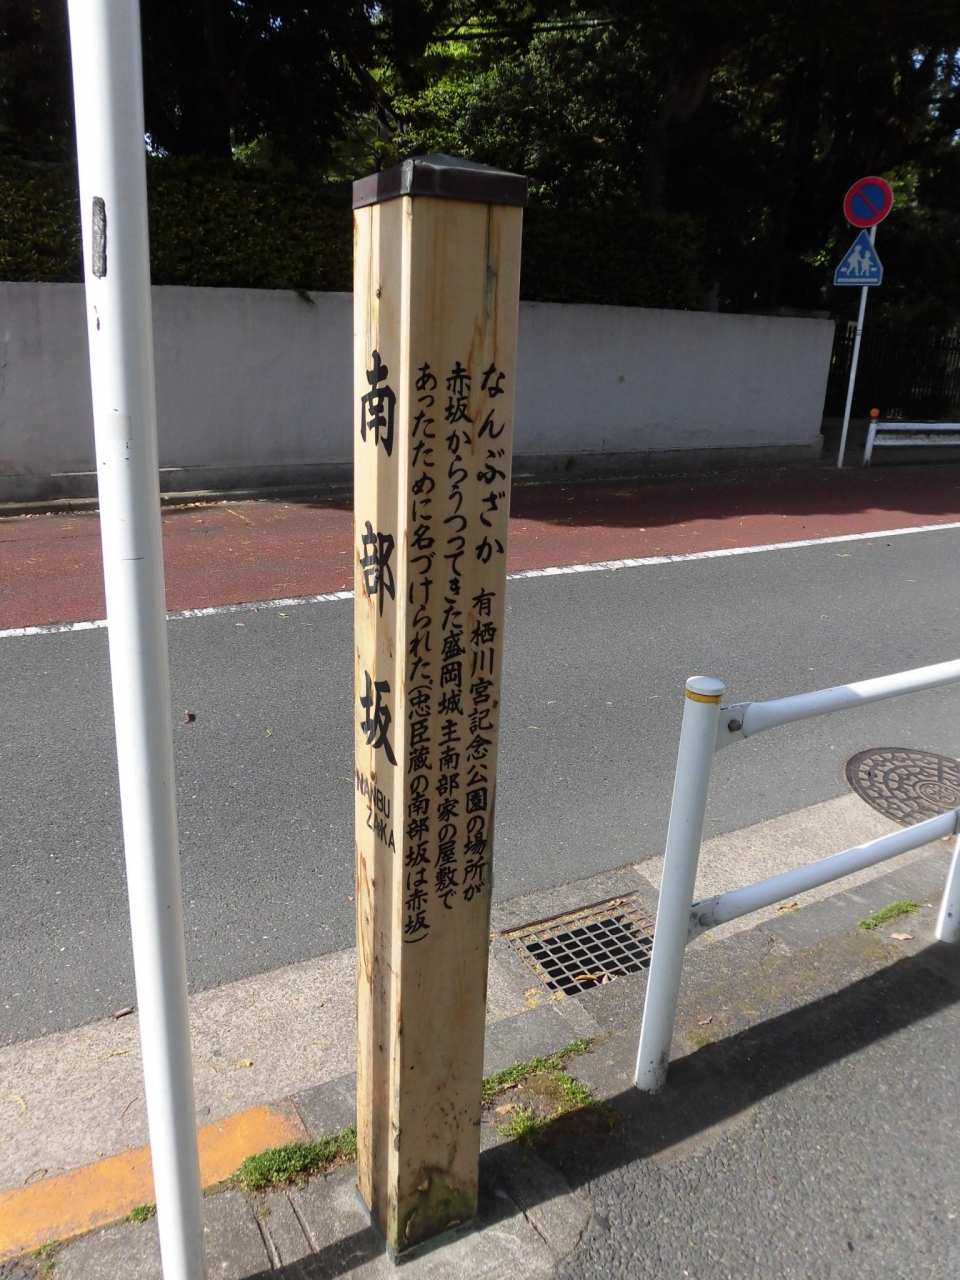 南部坂
NANBU
ZAKA
なんぶざか 有栖川宮記念公園の場所が
赤坂からうつってきた盛岡城主南部家の屋敷で
あったために名づけられた。(忠臣蔵の南部坂は赤坂)